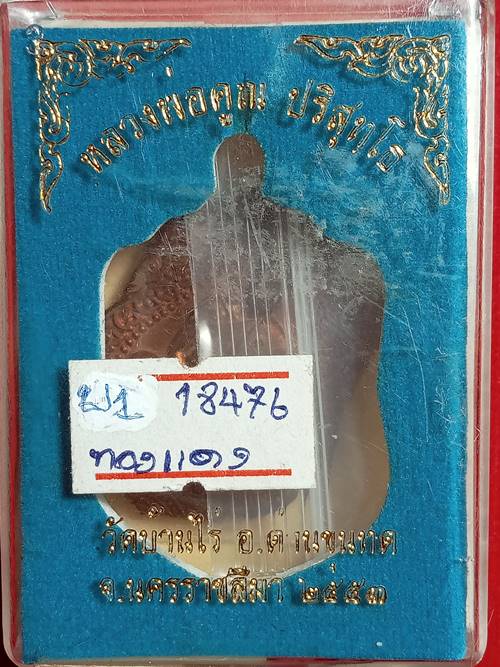 หลวงพ่อคูณ ปริสุทโธ
18476
ทองแดง
วัดบ้านไร่ อ.ด่านขุนทด
จ.นครราชสีมา ๒๕๕๓